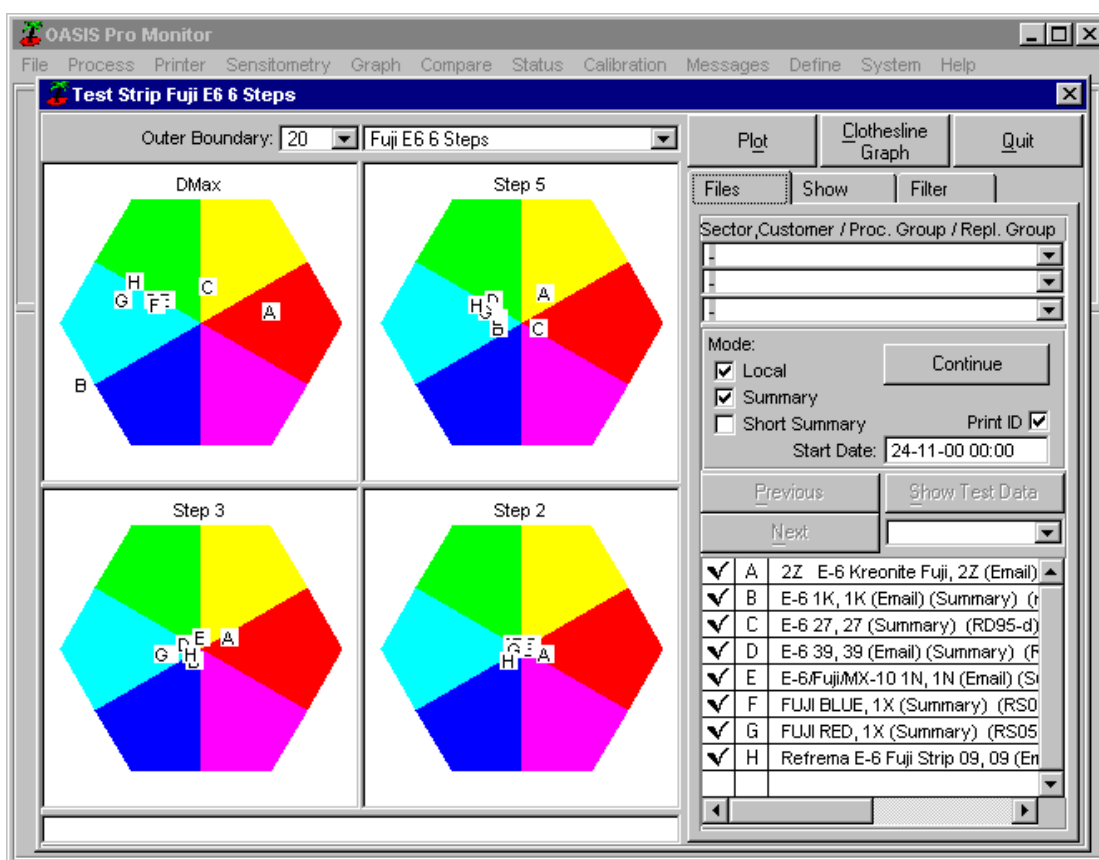 OASIS Pro Monitor
File Process Printer Sensitometry Graph Compare Status Calibration Messages Define System Help
Test Strip Fuji E6 6 Steps
Outer Boundary: 20 Fuji E6 6 Steps
Plot
Clothesline
Graph
Quit
DMax
H
G
F
C
A
B
Step 5
A
H
D
G
B
C
Step 3
E
A
D
G
H
Step 2
G
H
A
Files Show Filter
Sector,Customer / Proc. Group / Repl. Group
-
-
-
Mode:
Local
Continue
Summary
Short Summary Print ID
Start Date: 24-11-00 00:00
Previous Show Test Data
Next
A 2Z E-6 Kreonite Fuji, 2Z (Email)
B E-6 1K, 1K (Email) (Summary) (r
C E-6 27, 27 (Summary) (RD95-d)
D E-6 39, 39 (Email) (Summary) (R
E E-6/Fuji/MX-10 1N, 1N (Email) (Su
F FUJI BLUE, 1X (Summary) (RS0
G FUJI RED, 1X (Summary) (RS05
H Refrema E-6 Fuji Strip 09, 09 (Em